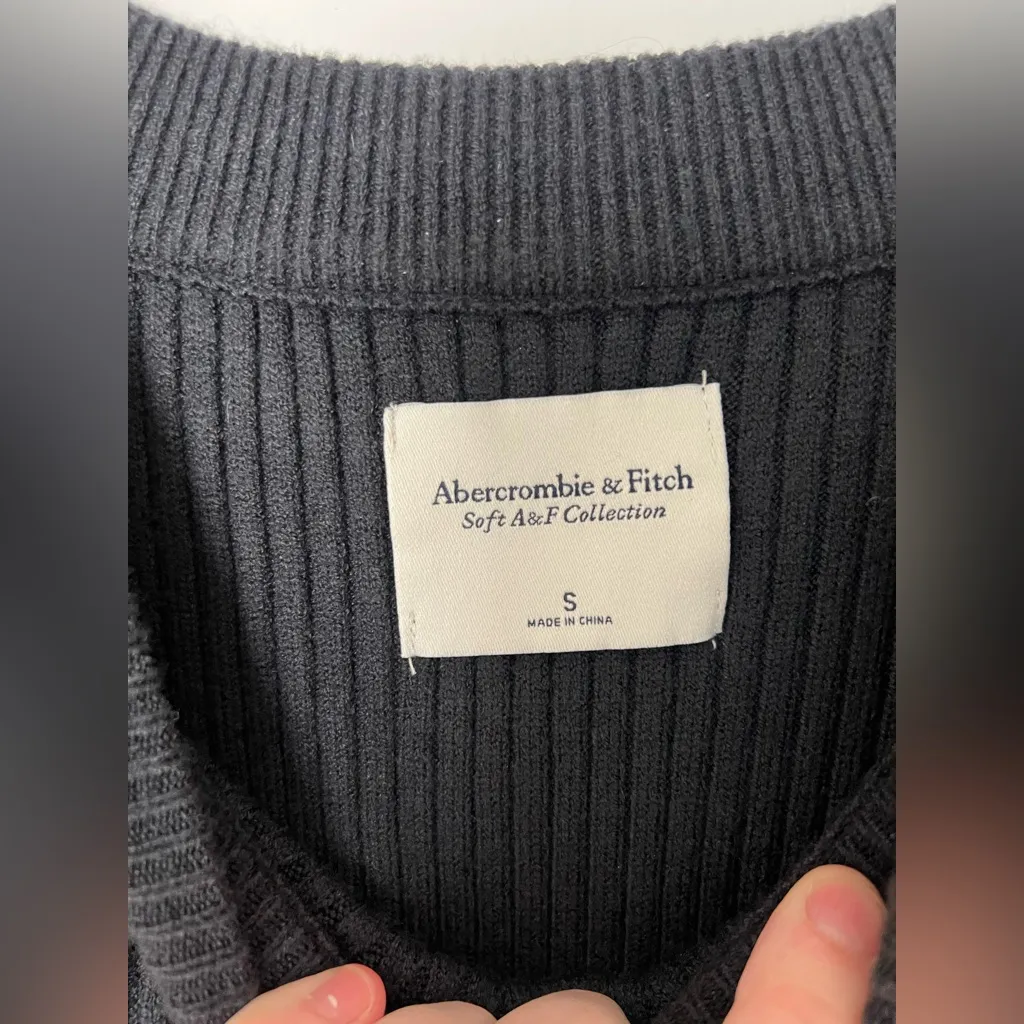 Abercrombie & Fitch
Soft A&F Collection
S
MADE IN CHINA